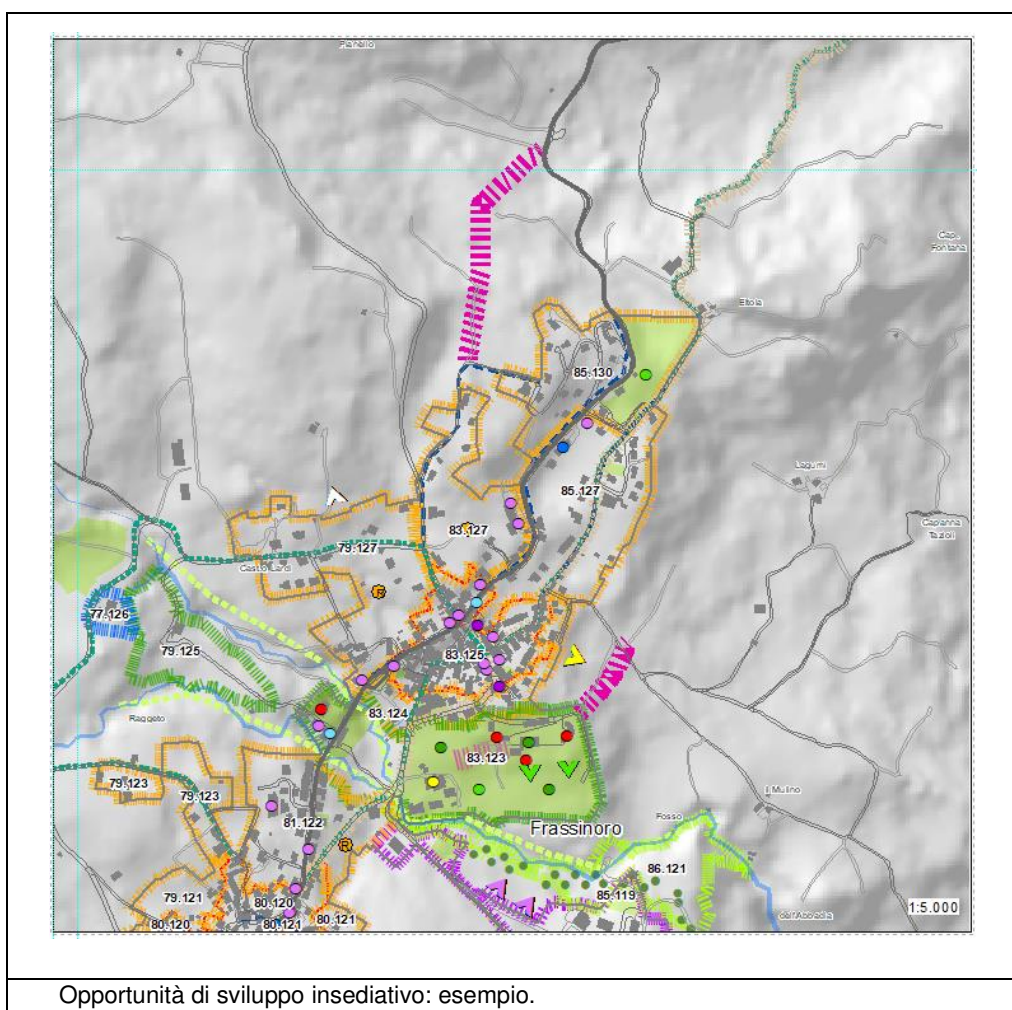 Pianello
Cap. Fontana
Eitola
85.130
Lagumi
85.127
Capanna Tazioli
83.127
79.127
Castro Lardi
F
77.126
79.125
83.125
Raggeto
83.124
83.123
79.123
79.123
Il Mulino
81.122
Frassinoro
Fosso
R
86.121
79.121
80.120
85.119
80.120
80.121
80.121
dell'Abbadia
1:5.000
Opportunità di sviluppo insediativo: esempio.